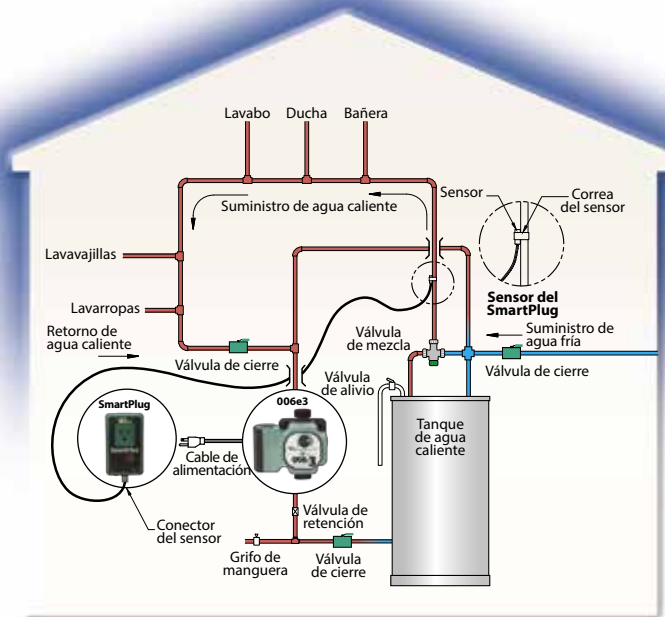 Lavabo
Ducha
Bañera
Suministro de agua caliente
Sensor
Correa
del sensor
Lavavajillas
Sensor del
SmartPlug
Lavarropas
Retorno de
agua caliente
Válvula
de mezcla
Suministro de
agua fría
Válvula de cierre
Válvula de cierre
Válvula
de alivio
SmartPlug
006e3
Tanque
de agua
caliente
Cable de
alimentación
Válvula de
retención
Conector
del sensor
Grifo de
manguera
Válvula
de cierre